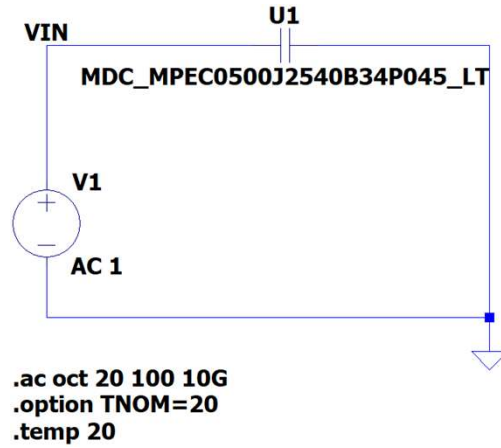 U1
VIN
MDC_MPEC0500J2540B34P045_LT
V1
AC 1
.ac oct 20 100 10G
.option TNOM=20
.temp 20